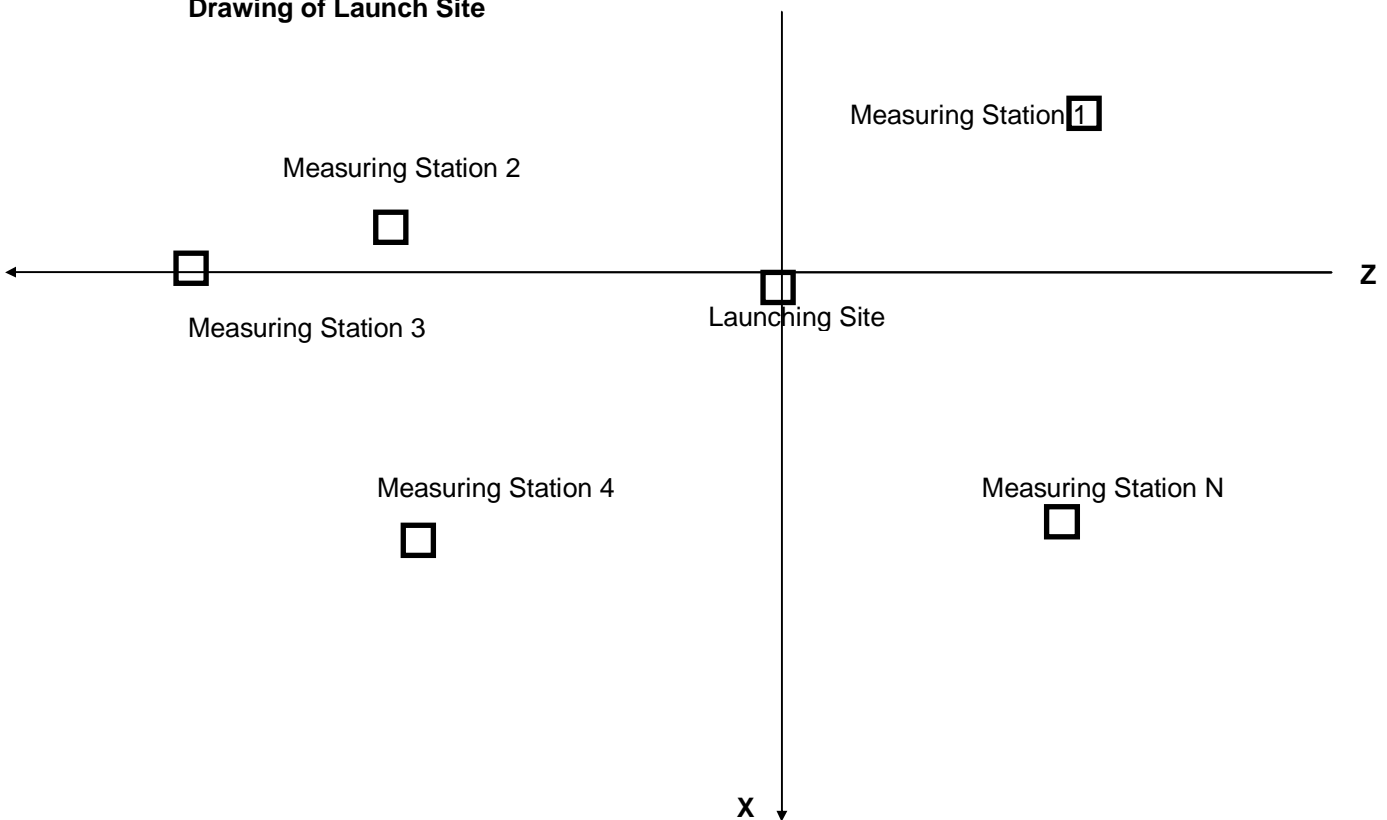 Drawing of Launch Site
Measuring Station 1
Measuring Station 2
Z
Measuring Station 3
Launching Site
Measuring Station 4
Measuring Station N
X